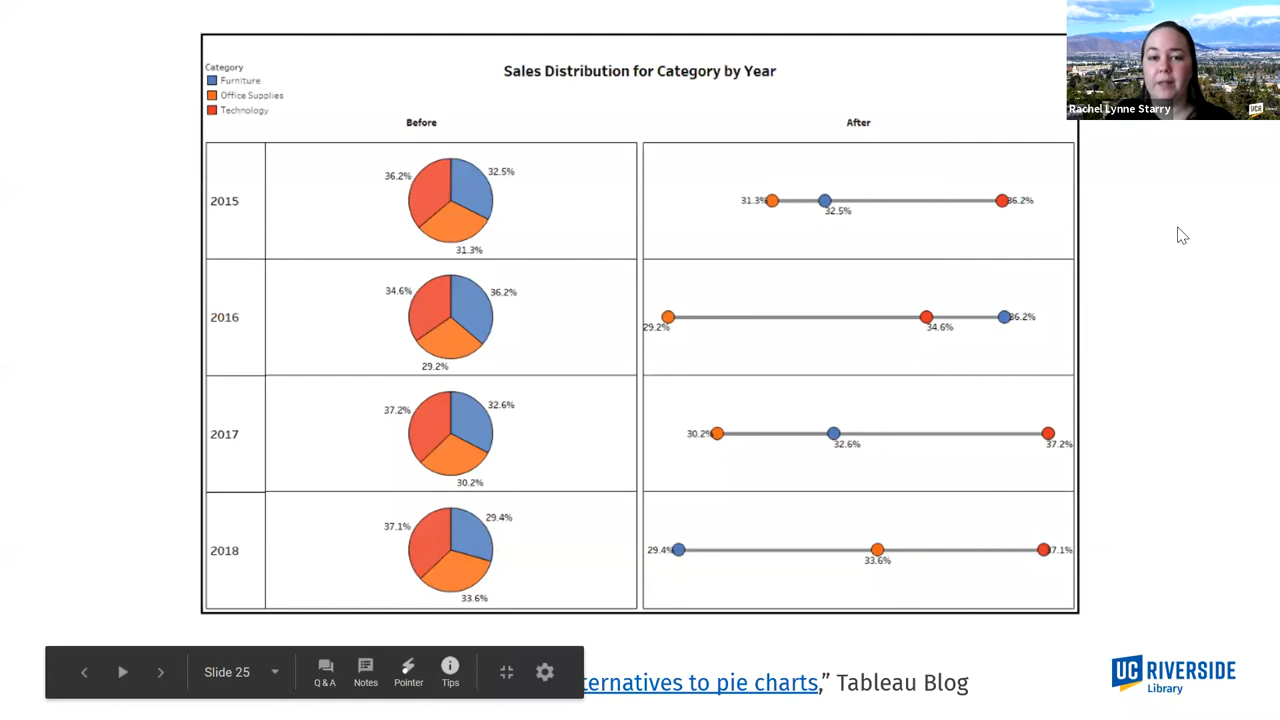 Category
Furniture
Office Supplies
Technology
Sales Distribution for Category by Year
Before
After
Rachel Lynne Starry
UCR
2015
36.2%
32.5%
31.3%
31.3%
32.5%
36.2%
2016
34.6%
36.2%
29.2%
29.2%
34.6%
36.2%
2017
37.2%
32.6%
30.2%
30.2%
32.6%
37.2%
2018
37.1%
29.4%
33.6%
29.4%
33.6%
37.1%
Slide 25
Q & A
Notes
Pointer
Tips
ternatives to pie charts,” Tableau Blog
UC RIVERSIDE
Library